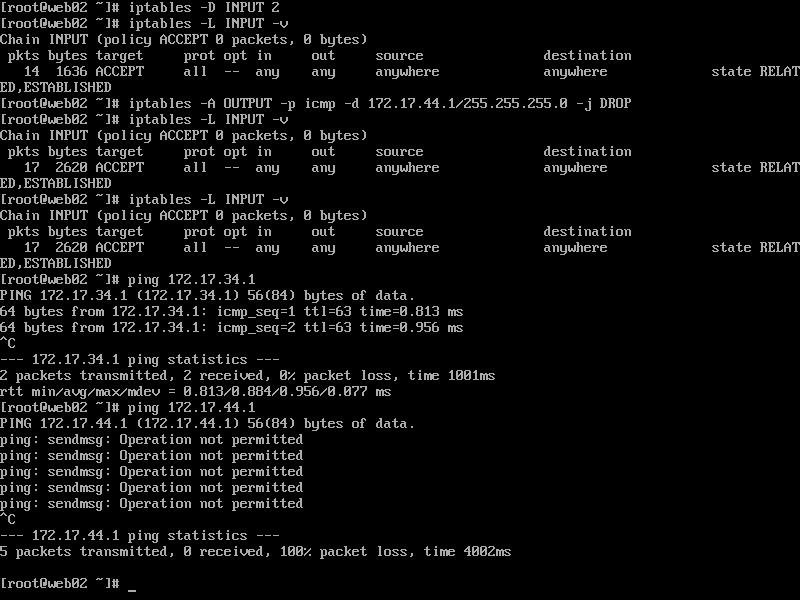 [root@web02 ~]# iptables -D INPUT 2
[root@web02 ~]# iptables -L INPUT -v
Chain INPUT (policy ACCEPT 0 packets, 0 bytes)
 pkts bytes target     prot opt in     out     source               destination
   14  1636 ACCEPT     all  --  any    any     anywhere             anywhere             state RELAT
ED,ESTABLISHED
[root@web02 ~]# iptables -A OUTPUT -p icmp -d 172.17.44.1/255.255.255.0 -j DROP
[root@web02 ~]# iptables -L INPUT -v
Chain INPUT (policy ACCEPT 0 packets, 0 bytes)
 pkts bytes target     prot opt in     out     source               destination
   17  2620 ACCEPT     all  --  any    any     anywhere             anywhere             state RELAT
ED,ESTABLISHED
[root@web02 ~]# iptables -L INPUT -v
Chain INPUT (policy ACCEPT 0 packets, 0 bytes)
 pkts bytes target     prot opt in     out     source               destination
   17  2620 ACCEPT     all  --  any    any     anywhere             anywhere             state RELAT
ED,ESTABLISHED
[root@web02 ~]# ping 172.17.34.1
PING 172.17.34.1 (172.17.34.1) 56(84) bytes of data.
64 bytes from 172.17.34.1: icmp_seq=1 ttl=63 time=0.813 ms
64 bytes from 172.17.34.1: icmp_seq=2 ttl=63 time=0.956 ms
^C
--- 172.17.34.1 ping statistics ---
2 packets transmitted, 2 received, 0% packet loss, time 1001ms
rtt min/avg/max/mdev = 0.813/0.884/0.956/0.077 ms
[root@web02 ~]# ping 172.17.44.1
PING 172.17.44.1 (172.17.44.1) 56(84) bytes of data.
ping: sendmsg: Operation not permitted
ping: sendmsg: Operation not permitted
ping: sendmsg: Operation not permitted
ping: sendmsg: Operation not permitted
ping: sendmsg: Operation not permitted
^C
--- 172.17.44.1 ping statistics ---
5 packets transmitted, 0 received, 100% packet loss, time 4002ms

[root@web02 ~]# _